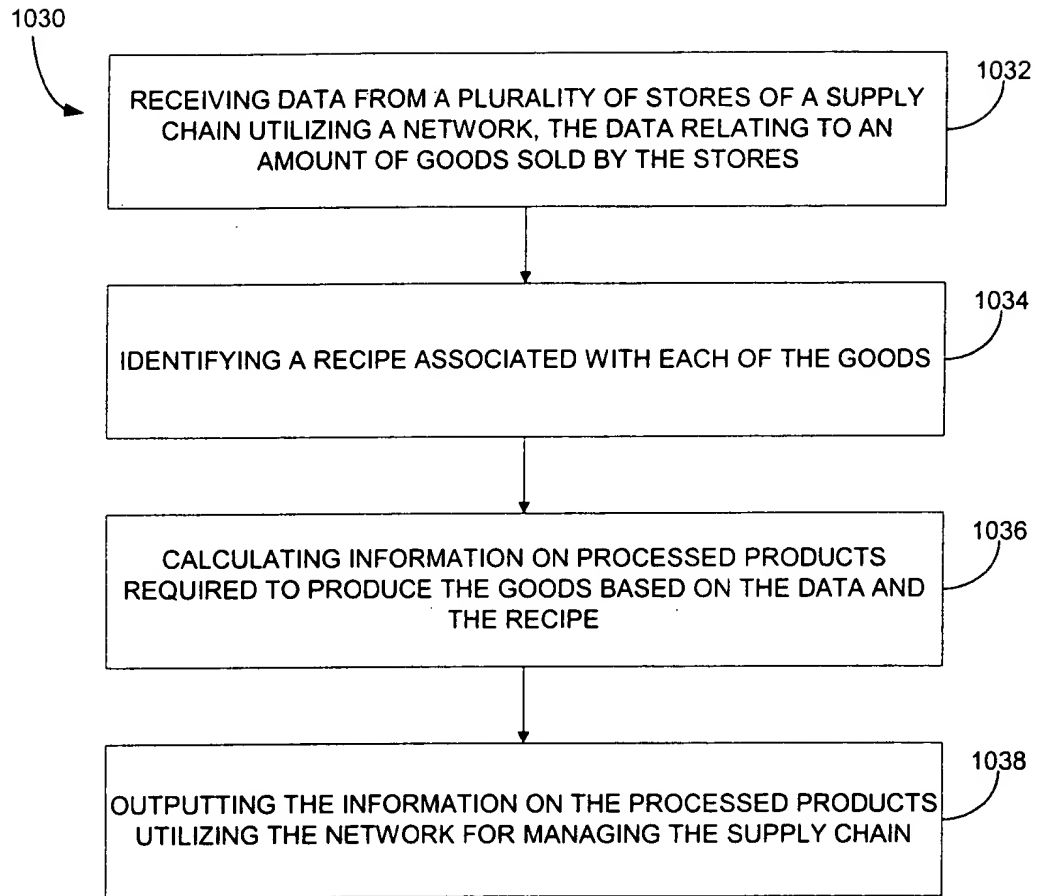 1030
1032
RECEIVING DATA FROM A PLURALITY OF STORES OF A SUPPLY
CHAIN UTILIZING A NETWORK, THE DATA RELATING TO AN
AMOUNT OF GOODS SOLD BY THE STORES
1034
IDENTIFYING A RECIPE ASSOCIATED WITH EACH OF THE GOODS
1036
CALCULATING INFORMATION ON PROCESSED PRODUCTS
REQUIRED TO PRODUCE THE GOODS BASED ON THE DATA AND
THE RECIPE
1038
OUTPUTTING THE INFORMATION ON THE PROCESSED PRODUCTS
UTILIZING THE NETWORK FOR MANAGING THE SUPPLY CHAIN